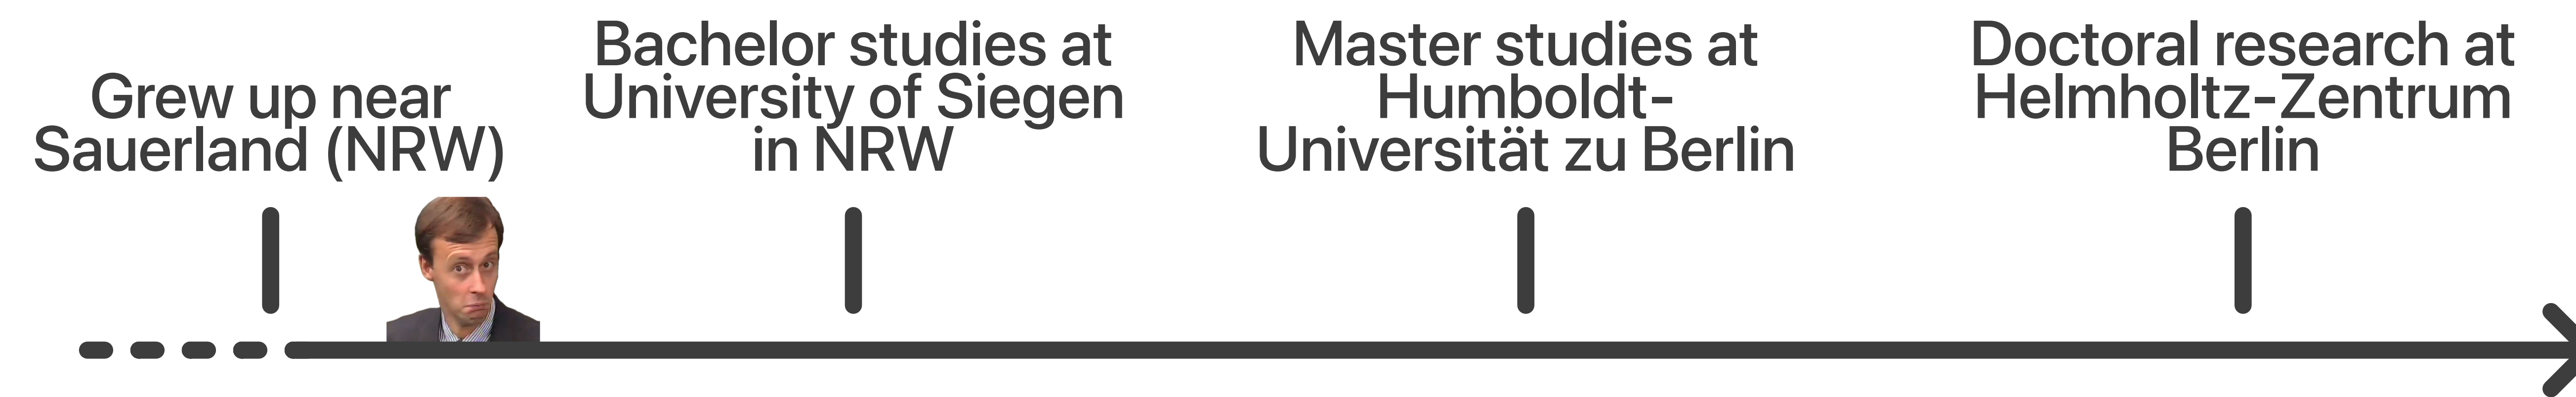 Grew up near
Sauerland (NRW)
Bachelor studies at
University of Siegen
in NRW
Master studies at
Humboldt-
Universität zu Berlin
Doctoral research at
Helmholtz-Zentrum
Berlin